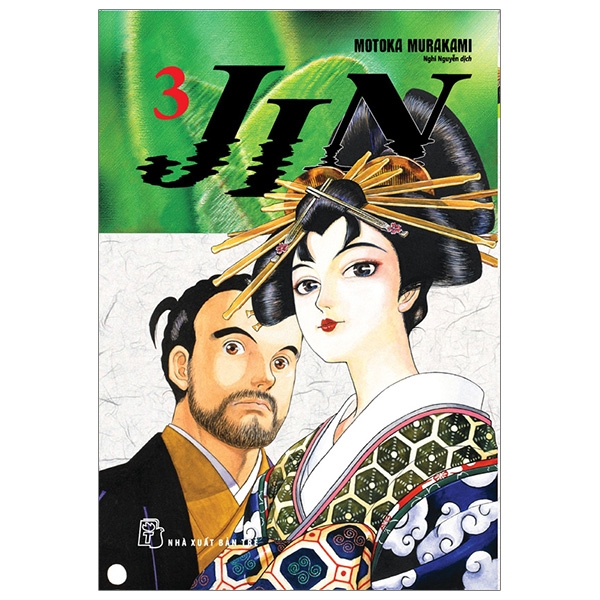 MOTOKA MURAKAMI
Nghi Nguyễn dịch
3
JIN
NHÀ XUẤT BẢN TRẺ